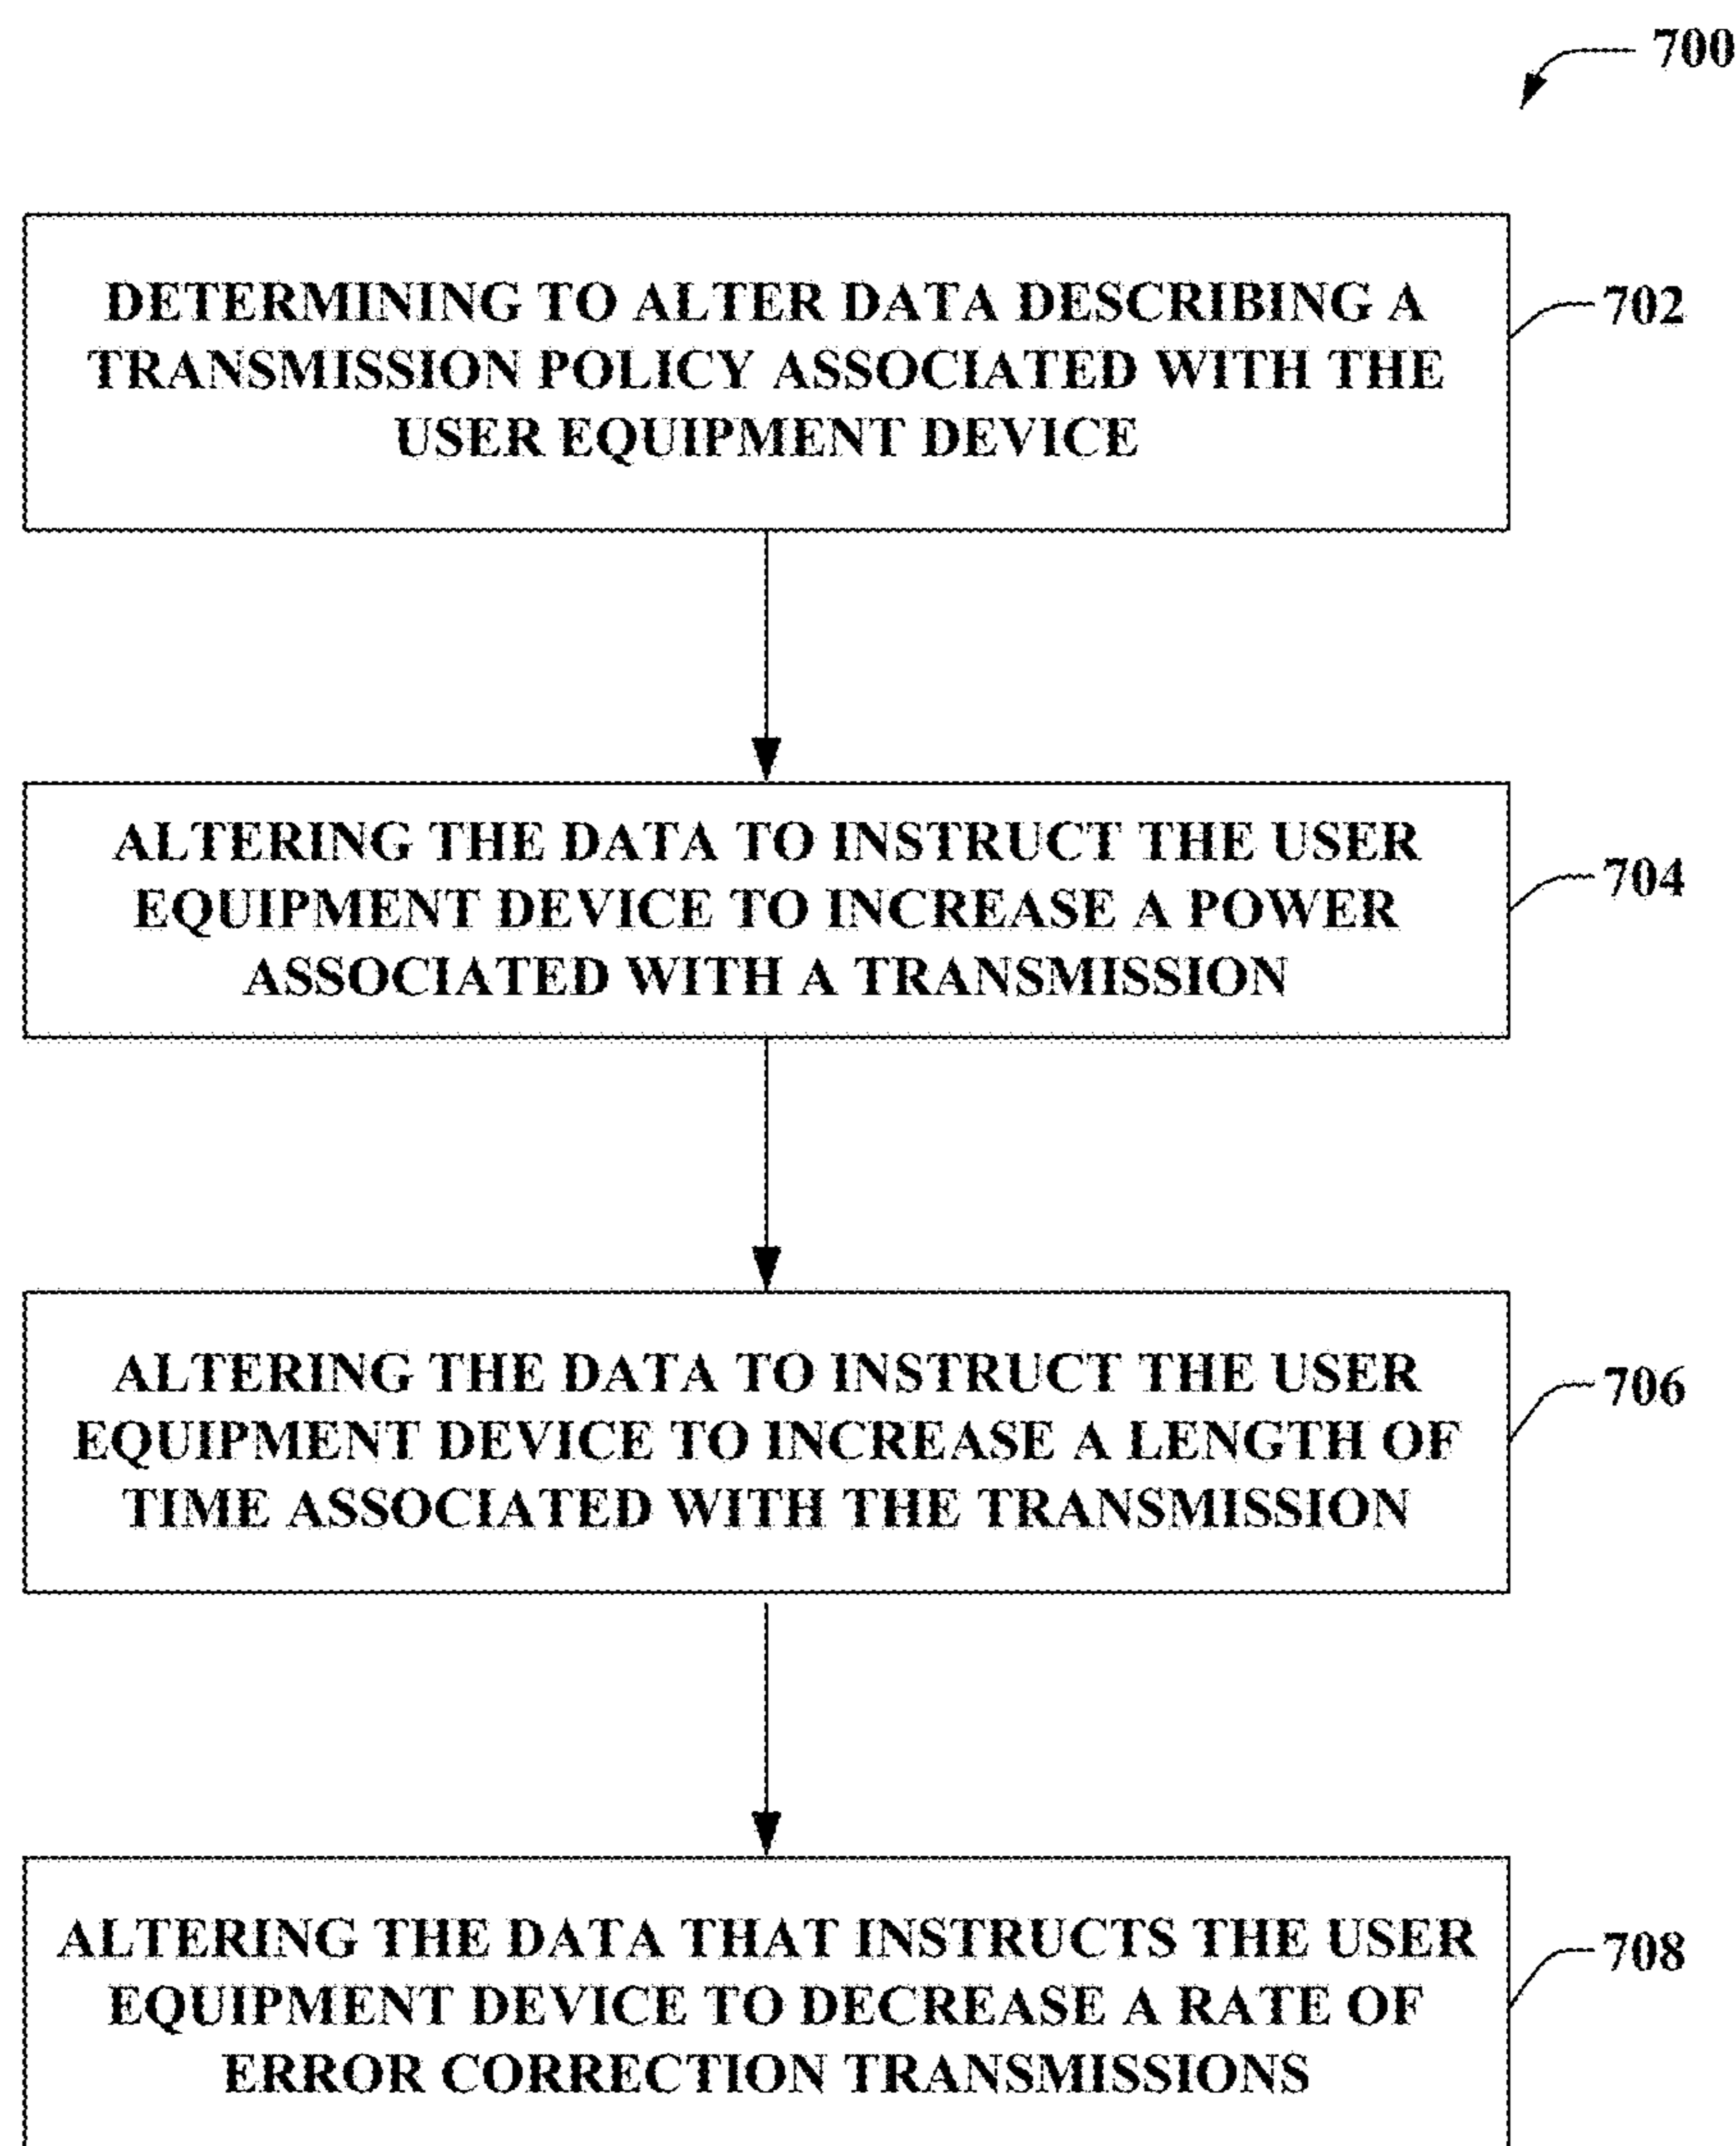 700
DETERMINING TO ALTER DATA DESCRIBING A
TRANSMISSION POLICY ASSOCIATED WITH THE
USER EQUIPMENT DEVICE
702
ALTERING THE DATA TO INSTRUCT THE USER
EQUIPMENT DEVICE TO INCREASE A POWER
ASSOCIATED WITH A TRANSMISSION
704
ALTERING THE DATA TO INSTRUCT THE USER
EQUIPMENT DEVICE TO INCREASE A LENGTH OF
TIME ASSOCIATED WITH THE TRANSMISSION
706
ALTERING THE DATA THAT INSTRUCTS THE USER
EQUIPMENT DEVICE TO DECREASE A RATE OF
ERROR CORRECTION TRANSMISSIONS
708